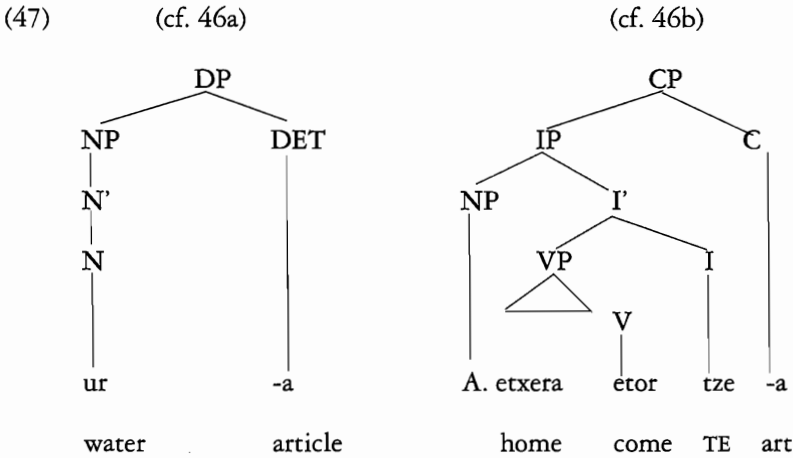 (47) (cf. 46a) (cf. 46b)
DP CP
NP DET IP C
N' NP I'
N VP I
V
ur -a A. etxera etor tze -a
water article home come TE art